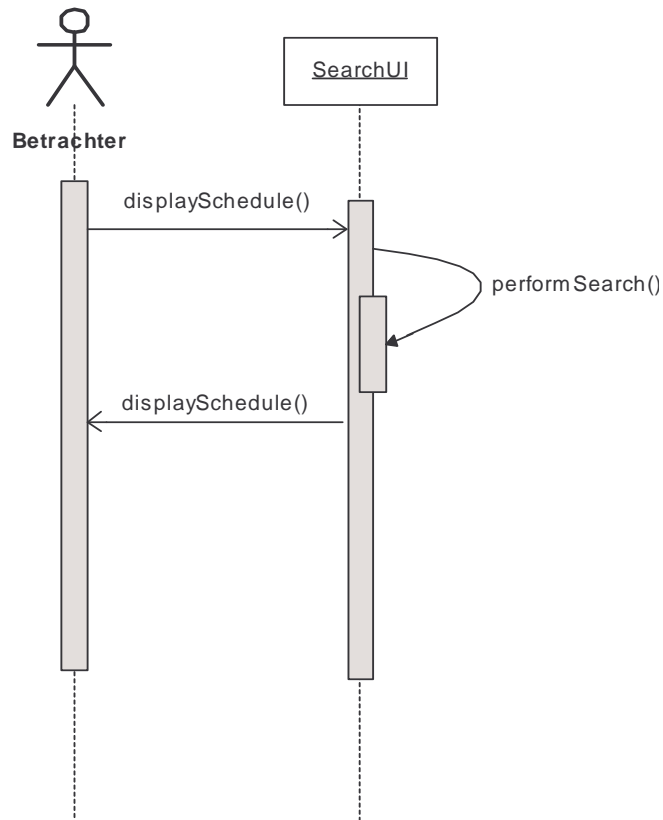 SearchUI
Betrachter
displaySchedule()
performSearch()
displaySchedule()